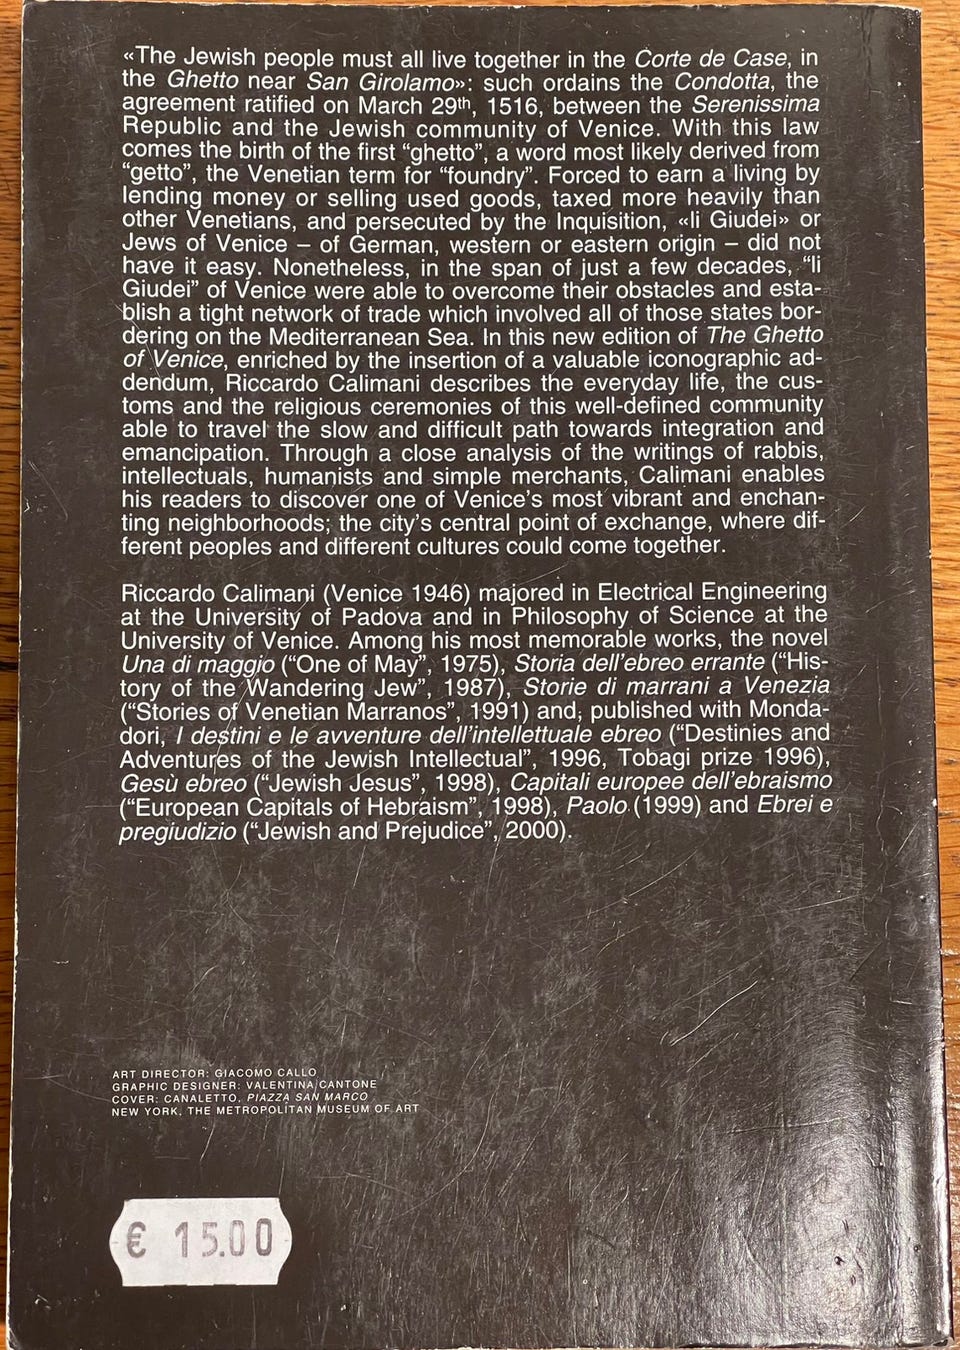 «The Jewish people must all live together in the Corte de Case, in
the Ghetto near San Girolamo»: such ordains the Condotta, the
agreement ratified on March 29th, 1516, between the Serenissima
Republic and the Jewish community of Venice. With this law
comes the birth of the first “ghetto”, a word most likely derived from
“getto”, the Venetian term for “foundry”. Forced to earn a living by
lending money or selling used goods, taxed more heavily than
other Venetians, and persecuted by the Inquisition, «li Giudei» or
Jews of Venice – of German, western or eastern origin – did not
have it easy. Nonetheless, in the span of just a few decades, “li
Giudei” of Venice were able to overcome their obstacles and esta-
blish a tight network of trade which involved all of those states bor-
dering on the Mediterranean Sea. In this new edition of The Ghetto
of Venice, enriched by the insertion of a valuable iconographic ad-
dendum, Riccardo Calimani describes the everyday life, the cus-
toms and the religious ceremonies of this well-defined community
able to travel the slow and difficult path towards integration and
emancipation. Through a close analysis of the writings of rabbis,
intellectuals, humanists and simple merchants, Calimani enables
his readers to discover one of Venice’s most vibrant and enchan-
ting neighborhoods; the city’s central point of exchange, where dif-
ferent peoples and different cultures could come together.
Riccardo Calimani (Venice 1946) majored in Electrical Engineering
at the University of Padova and in Philosophy of Science at the
University of Venice. Among his most memorable works, the novel
Una di maggio (“One of May”, 1975), Storia dell’ebreo errante (“His-
tory of the Wandering Jew”, 1987), Storie di marrani a Venezia
(“Stories of Venetian Marranos”, 1991) and, published with Monda-
dori, I destini e le avventure dell’intellettuale ebreo (“Destinies and
Adventures of the Jewish Intellectual”, 1996, Tobagi prize 1996),
Gesù ebreo (“Jewish Jesus”, 1998), Capitali europee dell’ebraismo
(“European Capitals of Hebraism”, 1998), Paolo (1999) and Ebrei e
pregiudizio (“Jewish and Prejudice”, 2000).
ART DIRECTOR: GIACOMO CALLO
GRAPHIC DESIGNER: VALENTINA CANTONE
COVER: CANALETTO, PIAZZA SAN MARCO
NEW YORK, THE METROPOLITAN MUSEUM OF ART
€ 15.00